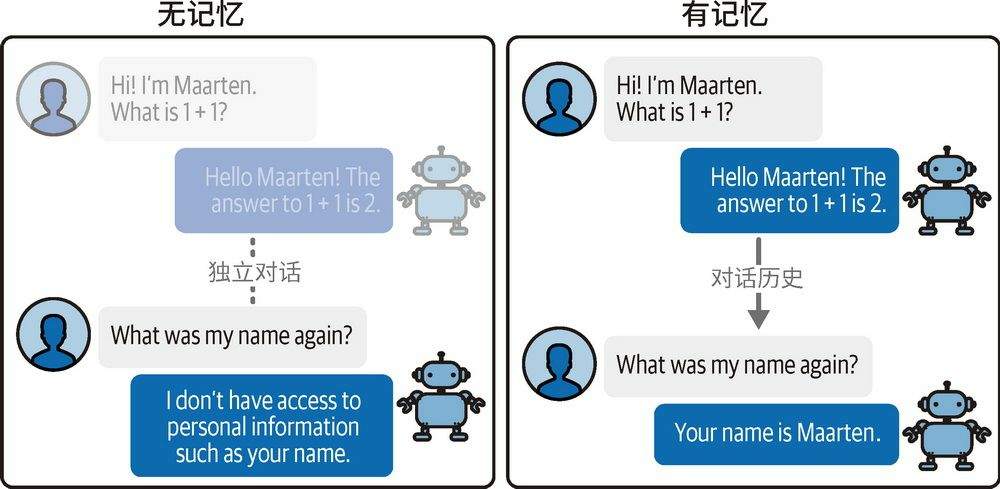 无记忆
Hi! I'm Maarten.
What is 1 + 1?
Hello Maarten! The
answer to 1 + 1 is 2.
独立对话
What was my name again?
I don't have access to
personal information
such as your name.
有记忆
Hi! I'm Maarten.
What is 1 + 1?
Hello Maarten! The
answer to 1 + 1 is 2.
对话历史
What was my name again?
Your name is Maarten.